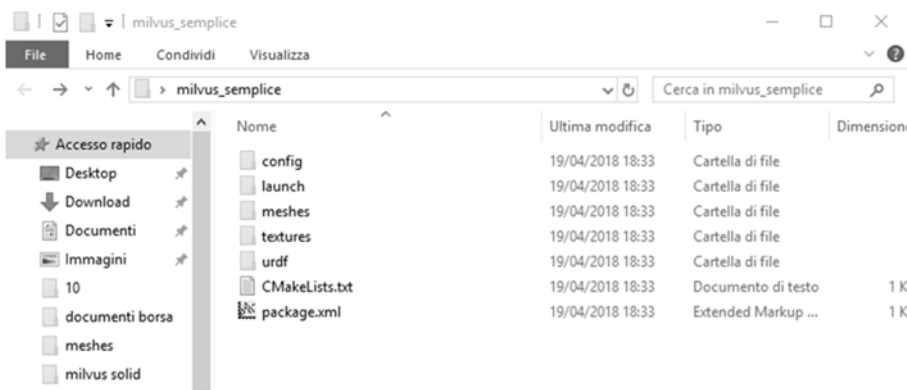 milvus_semplice
File Home Condividi Visualizza
milvus_semplice Cerca in milvus_semplice
Nome Ultima modifica Tipo Dimension
Accesso rapido
Desktop
Download
Documenti
Immagini
10
documenti borsa
meshes
milvus solid
config 19/04/2018 18:33 Cartella di file
launch 19/04/2018 18:33 Cartella di file
meshes 19/04/2018 18:33 Cartella di file
textures 19/04/2018 18:33 Cartella di file
urdf 19/04/2018 18:33 Cartella di file
CMakeLists.txt 19/04/2018 18:33 Documento di testo 1 K
package.xml 19/04/2018 18:33 Extended Markup ... 1 K